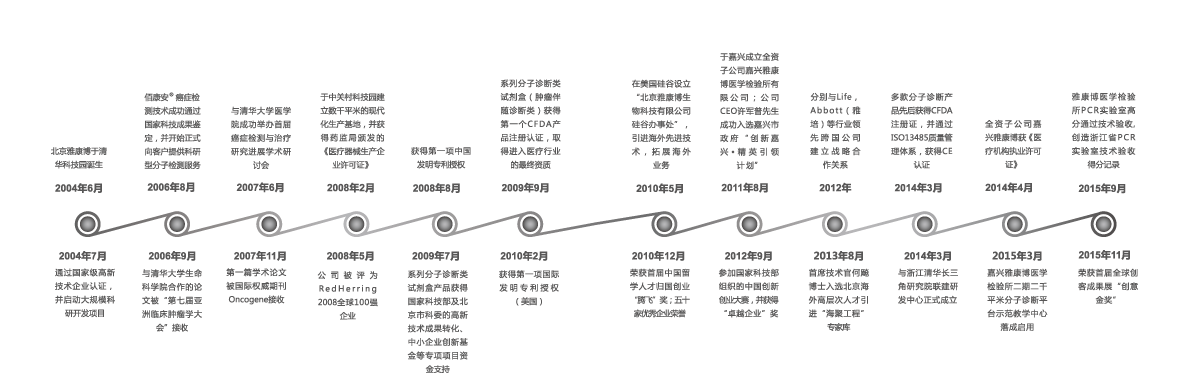 北京雅康博于清
华科技园诞生
2004年6月
佰康安®癌症检
测技术成功通过
国家科技成果鉴
定，并开始正式
向客户提供科研
型分子检测服务
2006年8月
与清华大学医学
院成功举办首届
癌症检测与治疗
研究进展学术研
讨会
2007年6月
于中关村科技园建
立数千平米的现代
化生产基地，并获
得药监局颁发的
《医疗器械生产企
业许可证》
2008年2月
获得第一项中国
发明专利授权
2008年8月
系列分子诊断类
试剂盒（肿瘤伴
随诊断类）获得
第一个CFDA产
品注册认证，取
得进入医疗行业
的最终资质
2009年9月
在美国硅谷设立
“北京雅康博生
物科技有限公司
硅谷办事处”，
引进海外先进技
术，拓展海外
业务
2010年5月
于嘉兴成立全资
子公司嘉兴雅康
博医学检验所有
限公司；公司
CEO许军普先生
成功入选嘉兴市
政府“创新嘉
兴·精英引领
计划”
2011年8月
分别与Life，
Abbott（雅
培）等行业领
先跨国公司
建立战略合
作关系
2012年
多款分子诊断产
品先后获得CFDA
注册证，并通过
ISO13485质量管
理体系，获得CE
认证
2014年3月
全资子公司嘉
兴雅康博获《医
疗机构执业许可
证》
2014年4月
雅康博医学检验
所PCR实验室高
分通过技术验收，
创造浙江省PCR
实验室技术验收
得分记录
2015年9月
2004年7月
通过国家级高新
技术企业认证，
并启动大规模科
研开发项目
2006年9月
与清华大学生命
科学院合作的论
文被“第七届亚
洲临床肿瘤学大
会”接收
2007年11月
第一篇学术论文
被国际权威期刊
Oncogene接收
2008年5月
公司被评为
RedHerring
2008全球100强
企业
2009年7月
系列分子诊断类
试剂盒产品获得
国家科技部及北
京市科委的高新
技术成果转化、
中小企业创新基
金等专项项目资
金支持
2010年2月
获得第一项国际
发明专利授权
（美国）
2010年12月
荣获首届中国留
学人才归国创业
“腾飞”奖；五十
家优秀企业荣誉
2012年9月
参加国家科技部
组织的中国创新
创业大赛，并获得
“卓越企业”奖
2013年8月
首席技术官何飚
博士入选北京海
外高层次人才引
进“海聚工程”
专家库
2014年3月
与浙江清华长三
角研究院联建研
发中心正式成立
2015年3月
嘉兴雅康博医学
检验所二期二千
平米分子诊断平
台示范教学中心
落成启用
2015年11月
荣获首届全球创
客成果展“创意
金奖”